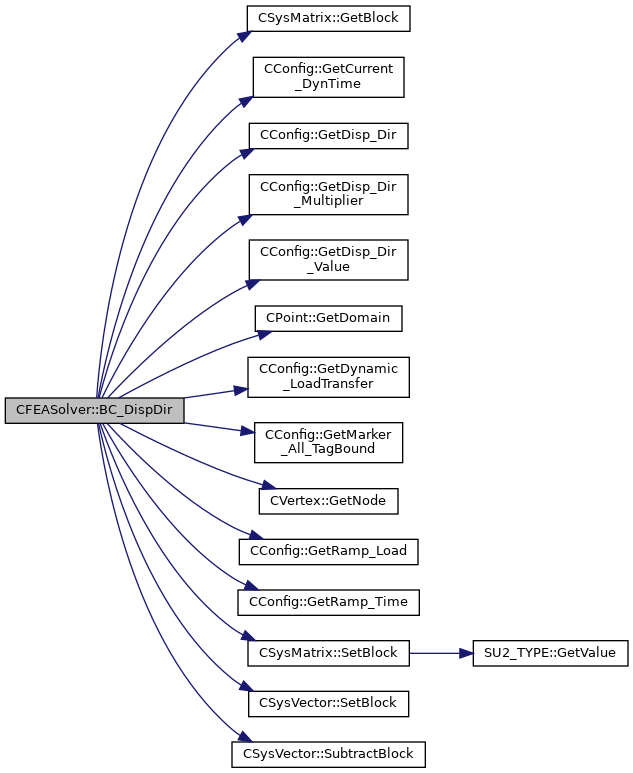 CSysMatrix::GetBlock
CConfig::GetCurrent
_DynTime
CConfig::GetDisp_Dir
CConfig::GetDisp_Dir
_Multiplier
CConfig::GetDisp_Dir
_Value
CPoint::GetDomain
CConfig::GetDynamic
_LoadTransfer
CFEASolver::BC_DispDir
CConfig::GetMarker
_All_TagBound
CVertex::GetNode
CConfig::GetRamp_Load
CConfig::GetRamp_Time
CSysMatrix::SetBlock
SU2_TYPE::GetValue
CSysVector::SetBlock
CSysVector::SubtractBlock